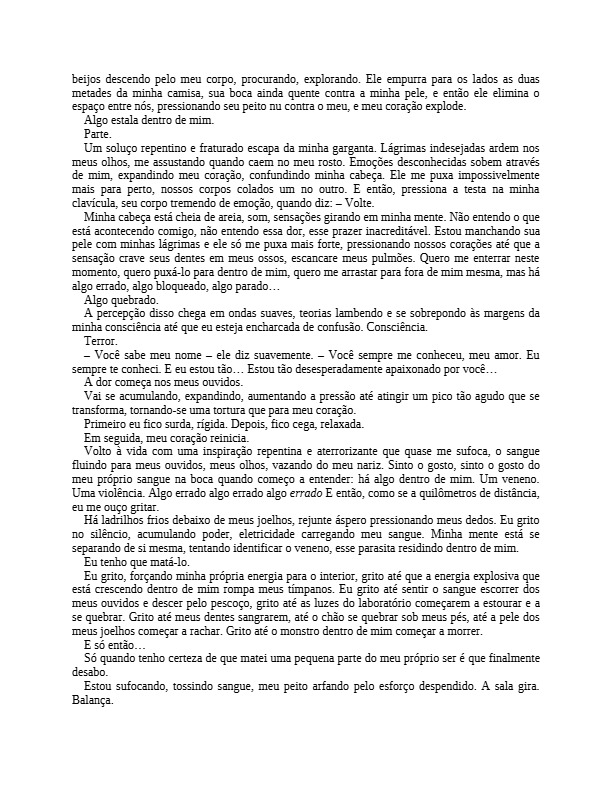 beijos descendo pelo meu corpo, procurando, explorando. Ele empurra para os lados as duas
metades da minha camisa, sua boca ainda quente contra a minha pele, e então ele elimina o
espaço entre nós, pressionando seu peito nu contra o meu, e meu coração explode.
Algo estala dentro de mim.
Parte.
Um soluço repentino e fraturado escapa da minha garganta. Lágrimas indesejadas ardem nos
meus olhos, me assustando quando caem no meu rosto. Emoções desconhecidas sobem através
de mim, expandindo meu coração, confundindo minha cabeça. Ele me puxa impossivelmente
mais para perto, nossos corpos colados um no outro. E então, pressiona a testa na minha
clavícula, seu corpo tremendo de emoção, quando diz: – Volte.
Minha cabeça está cheia de areia, som, sensações girando em minha mente. Não entendo o que
está acontecendo comigo, não entendo essa dor, esse prazer inacreditável. Estou manchando sua
pele com minhas lágrimas e ele só me puxa mais forte, pressionando nossos corações até que a
sensação crave seus dentes em meus ossos, escancare meus pulmões. Quero me enterrar neste
momento, quero puxá-lo para dentro de mim, quero me arrastar para fora de mim mesma, mas há
algo errado, algo bloqueado, algo parado…
Algo quebrado.
A percepção disso chega em ondas suaves, teorias lambendo e se sobrepondo às margens da
minha consciência até que eu esteja encharcada de confusão. Consciência.
Terror.
– Você sabe meu nome – ele diz suavemente. – Você sempre me conheceu, meu amor. Eu
sempre te conheci. E eu estou tão… Estou tão desesperadamente apaixonado por você…
A dor começa nos meus ouvidos.
Vai se acumulando, expandindo, aumentando a pressão até atingir um pico tão agudo que se
transforma, tornando-se uma tortura que para meu coração.
Primeiro eu fico surda, rígida. Depois, fico cega, relaxada.
Em seguida, meu coração reinicia.
Volto à vida com uma inspiração repentina e aterrorizante que quase me sufoca, o sangue
fluindo para meus ouvidos, meus olhos, vazando do meu nariz. Sinto o gosto, sinto o gosto do
meu próprio sangue na boca quando começo a entender: há algo dentro de mim. Um veneno.
Uma violência. Algo errado algo errado algo errado E então, como se a quilômetros de distância,
eu me ouço gritar.
Há ladrilhos frios debaixo de meus joelhos, rejunte áspero pressionando meus dedos. Eu grito
no silêncio, acumulando poder, eletricidade carregando meu sangue. Minha mente está se
separando de si mesma, tentando identificar o veneno, esse parasita residindo dentro de mim.
Eu tenho que matá-lo.
Eu grito, forçando minha própria energia para o interior, grito até que a energia explosiva que
está crescendo dentro de mim rompa meus tímpanos. Eu grito até sentir o sangue escorrer dos
meus ouvidos e descer pelo pescoço, grito até as luzes do laboratório começarem a estourar e a
se quebrar. Grito até meus dentes sangrarem, até o chão se quebrar sob meus pés, até a pele dos
meus joelhos começar a rachar. Grito até o monstro dentro de mim começar a morrer.
E só então…
Só quando tenho certeza de que matei uma pequena parte do meu próprio ser é que finalmente
desabo.
Estou sufocando, tossindo sangue, meu peito arfando pelo esforço despendido. A sala gira.
Balança.